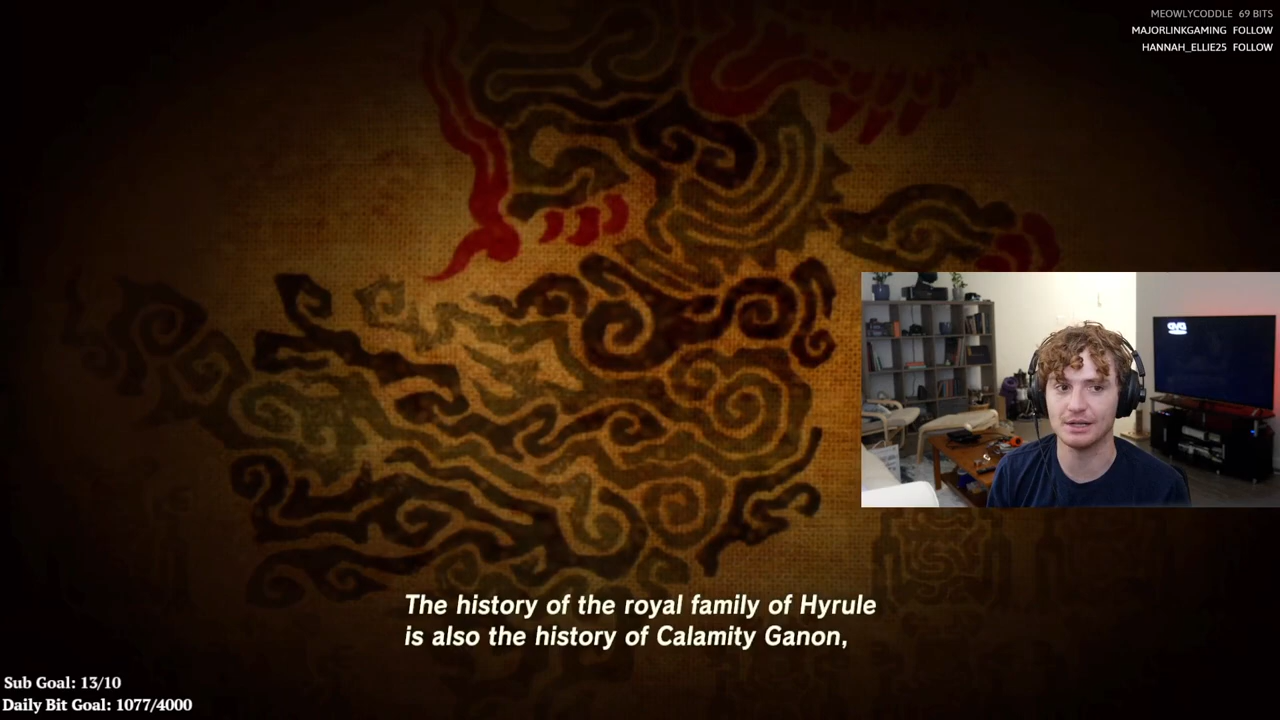 MEOWLYCODDLE 69 BITS
MAJORLINKGAMING FOLLOW
HANNAH_ELLIE25 FOLLOW
The history of the royal family of Hyrule
is also the history of Calamity Ganon,
Sub Goal: 13/10
Daily Bit Goal: 1077/4000